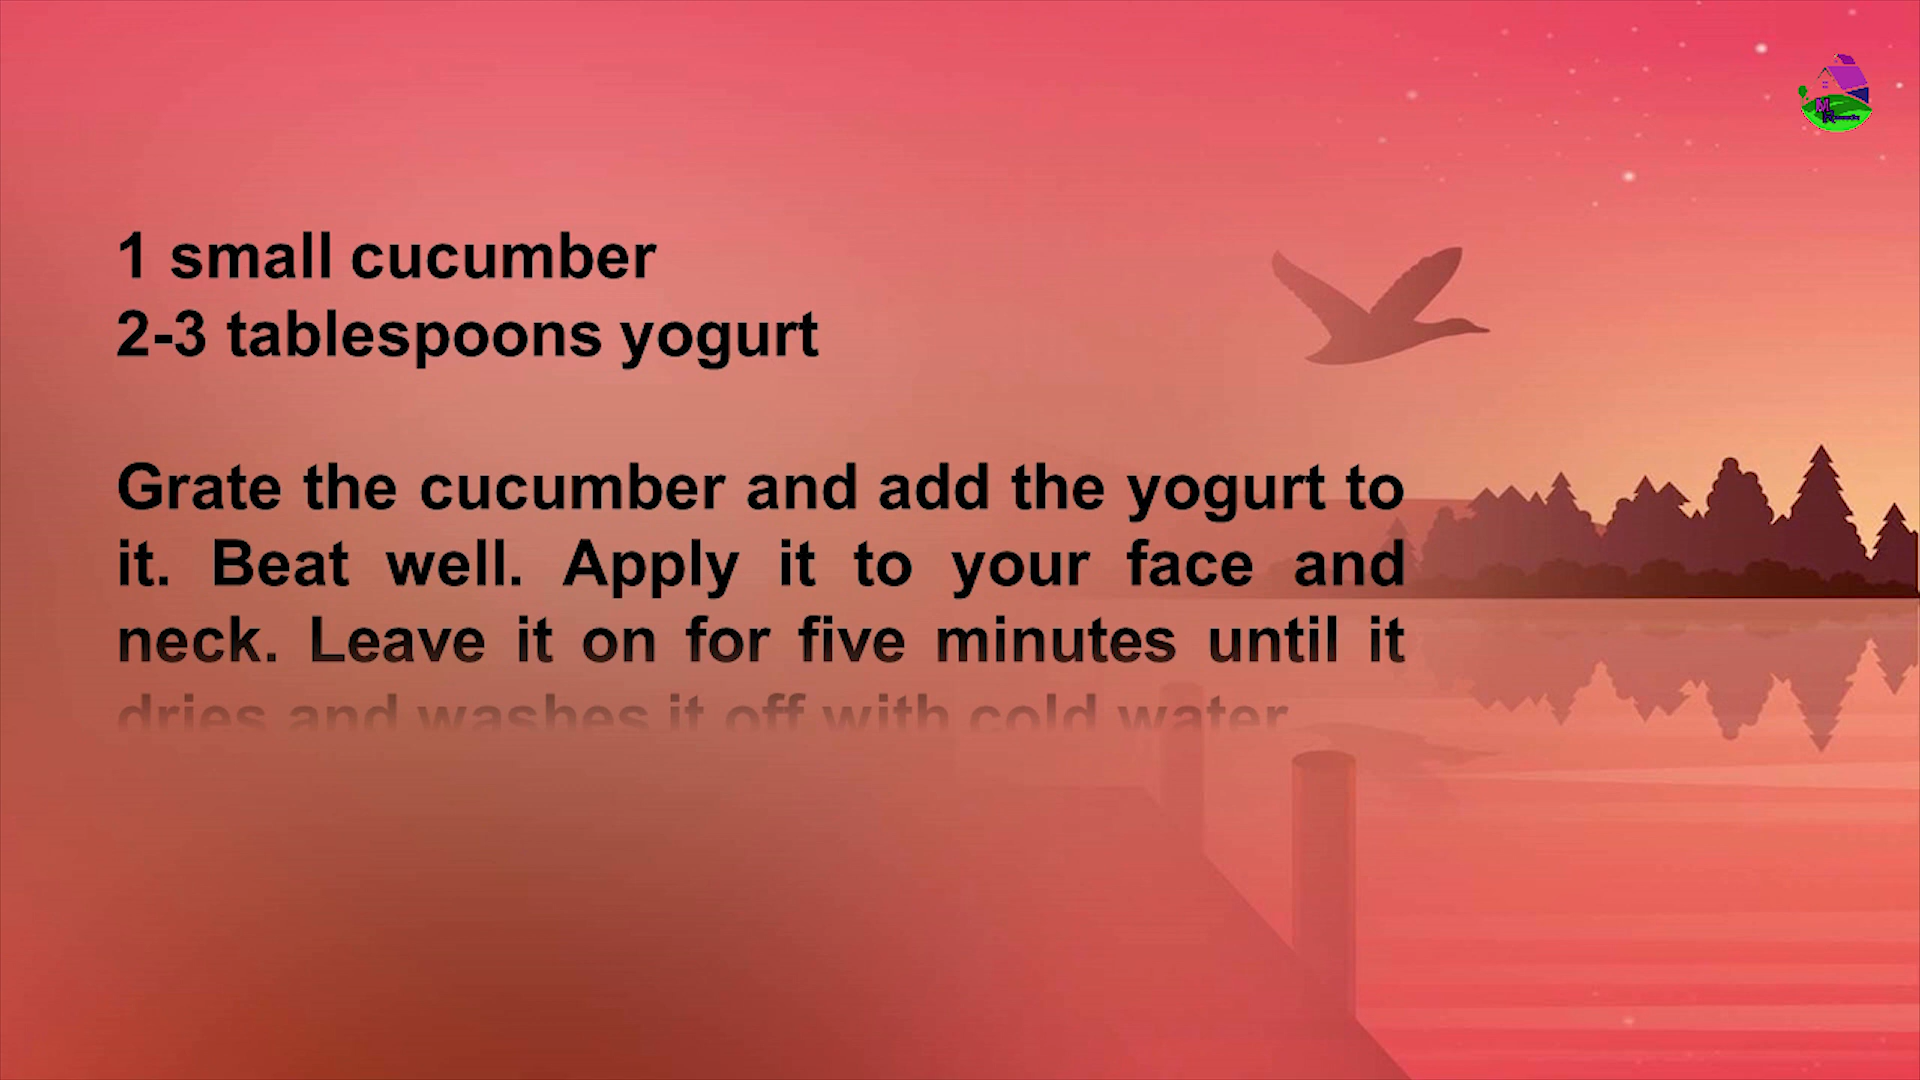 1 small cucumber
2-3 tablespoons yogurt
Grate the cucumber and add the yogurt to
it. Beat well. Apply it to your face and
neck. Leave it on for five minutes until it
dries and washes it off with cold water